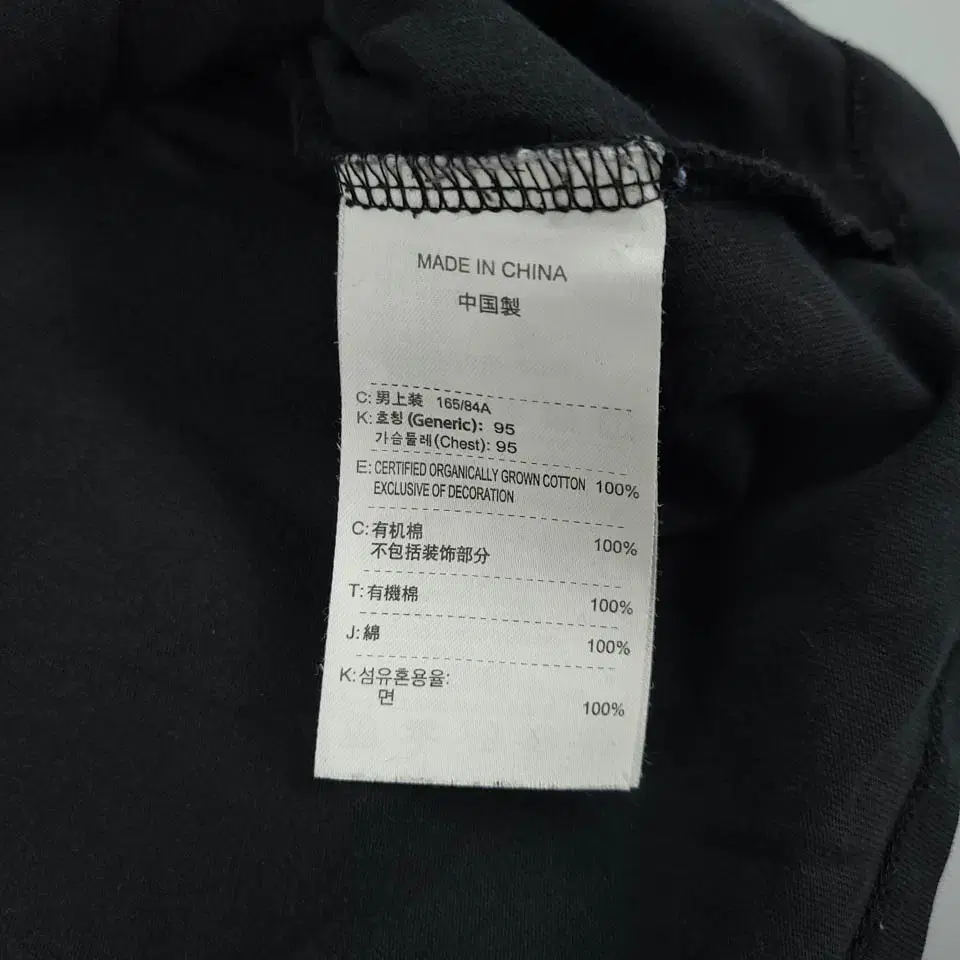 MADE IN CHINA
中国製
C: 男上装 165/84A
K: 호칭 (Generic): 95
가슴둘레(Chest): 95
E: CERTIFIED ORGANICALLY GROWN COTTON 100%
EXCLUSIVE OF DECORATION
C: 有机棉 100%
不包括装饰部分
T: 有機棉 100%
J: 綿 100%
K: 섬유혼용율:
면 100%